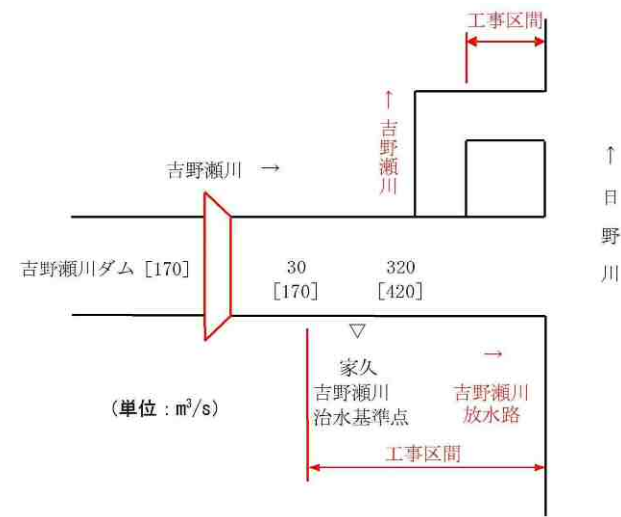 工事区間
↑吉野瀬川
吉野瀬川 →
↑日野川
吉野瀬川ダム [170]
30
[170]
320
[420]
▽
家久
吉野瀬川
治水基準点
→
吉野瀬川
放水路
(単位:m³/s)
工事区間